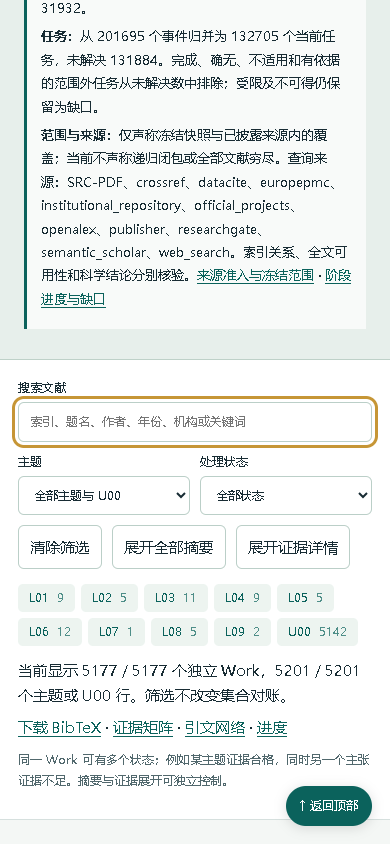 31932。
任务：从 201695 个事件归并为 132705 个当前任
务，未解决 131884。完成、确无、不适用和有依据
的范围外任务从未解决数中排除；受限及不可得仍保
留为缺口。
范围与来源：仅声称冻结快照与已披露来源内的覆
盖；当前不声称递归闭包或全部文献穷尽。查询来
源：SRC-PDF、crossref、datacite、europepmc、
institutional_repository、official_projects、
openalex、publisher、researchgate、
semantic_scholar、web_search。索引关系、全文可
用性和科学结论分别核验。来源准入与冻结范围 · 阶段
进度与缺口
搜索文献
索引、题名、作者、年份、机构或关键词
主题 处理状态
全部主题与 U00 全部状态
清除筛选 展开全部摘要 展开证据详情
L01 9 L02 5 L03 11 L04 9 L05 5
L06 12 L07 1 L08 5 L09 2 U00 5142
当前显示 5177 / 5177 个独立 Work，5201 / 5201
个主题或 U00 行。筛选不改变集合对账。
下载 BibTeX · 证据矩阵 · 引文网络 · 进度
同一 Work 可有多个状态；例如某主题证据合格，同时另一个主张
证据不足。摘要与证据展开可独立控制。
↑ 返回顶部